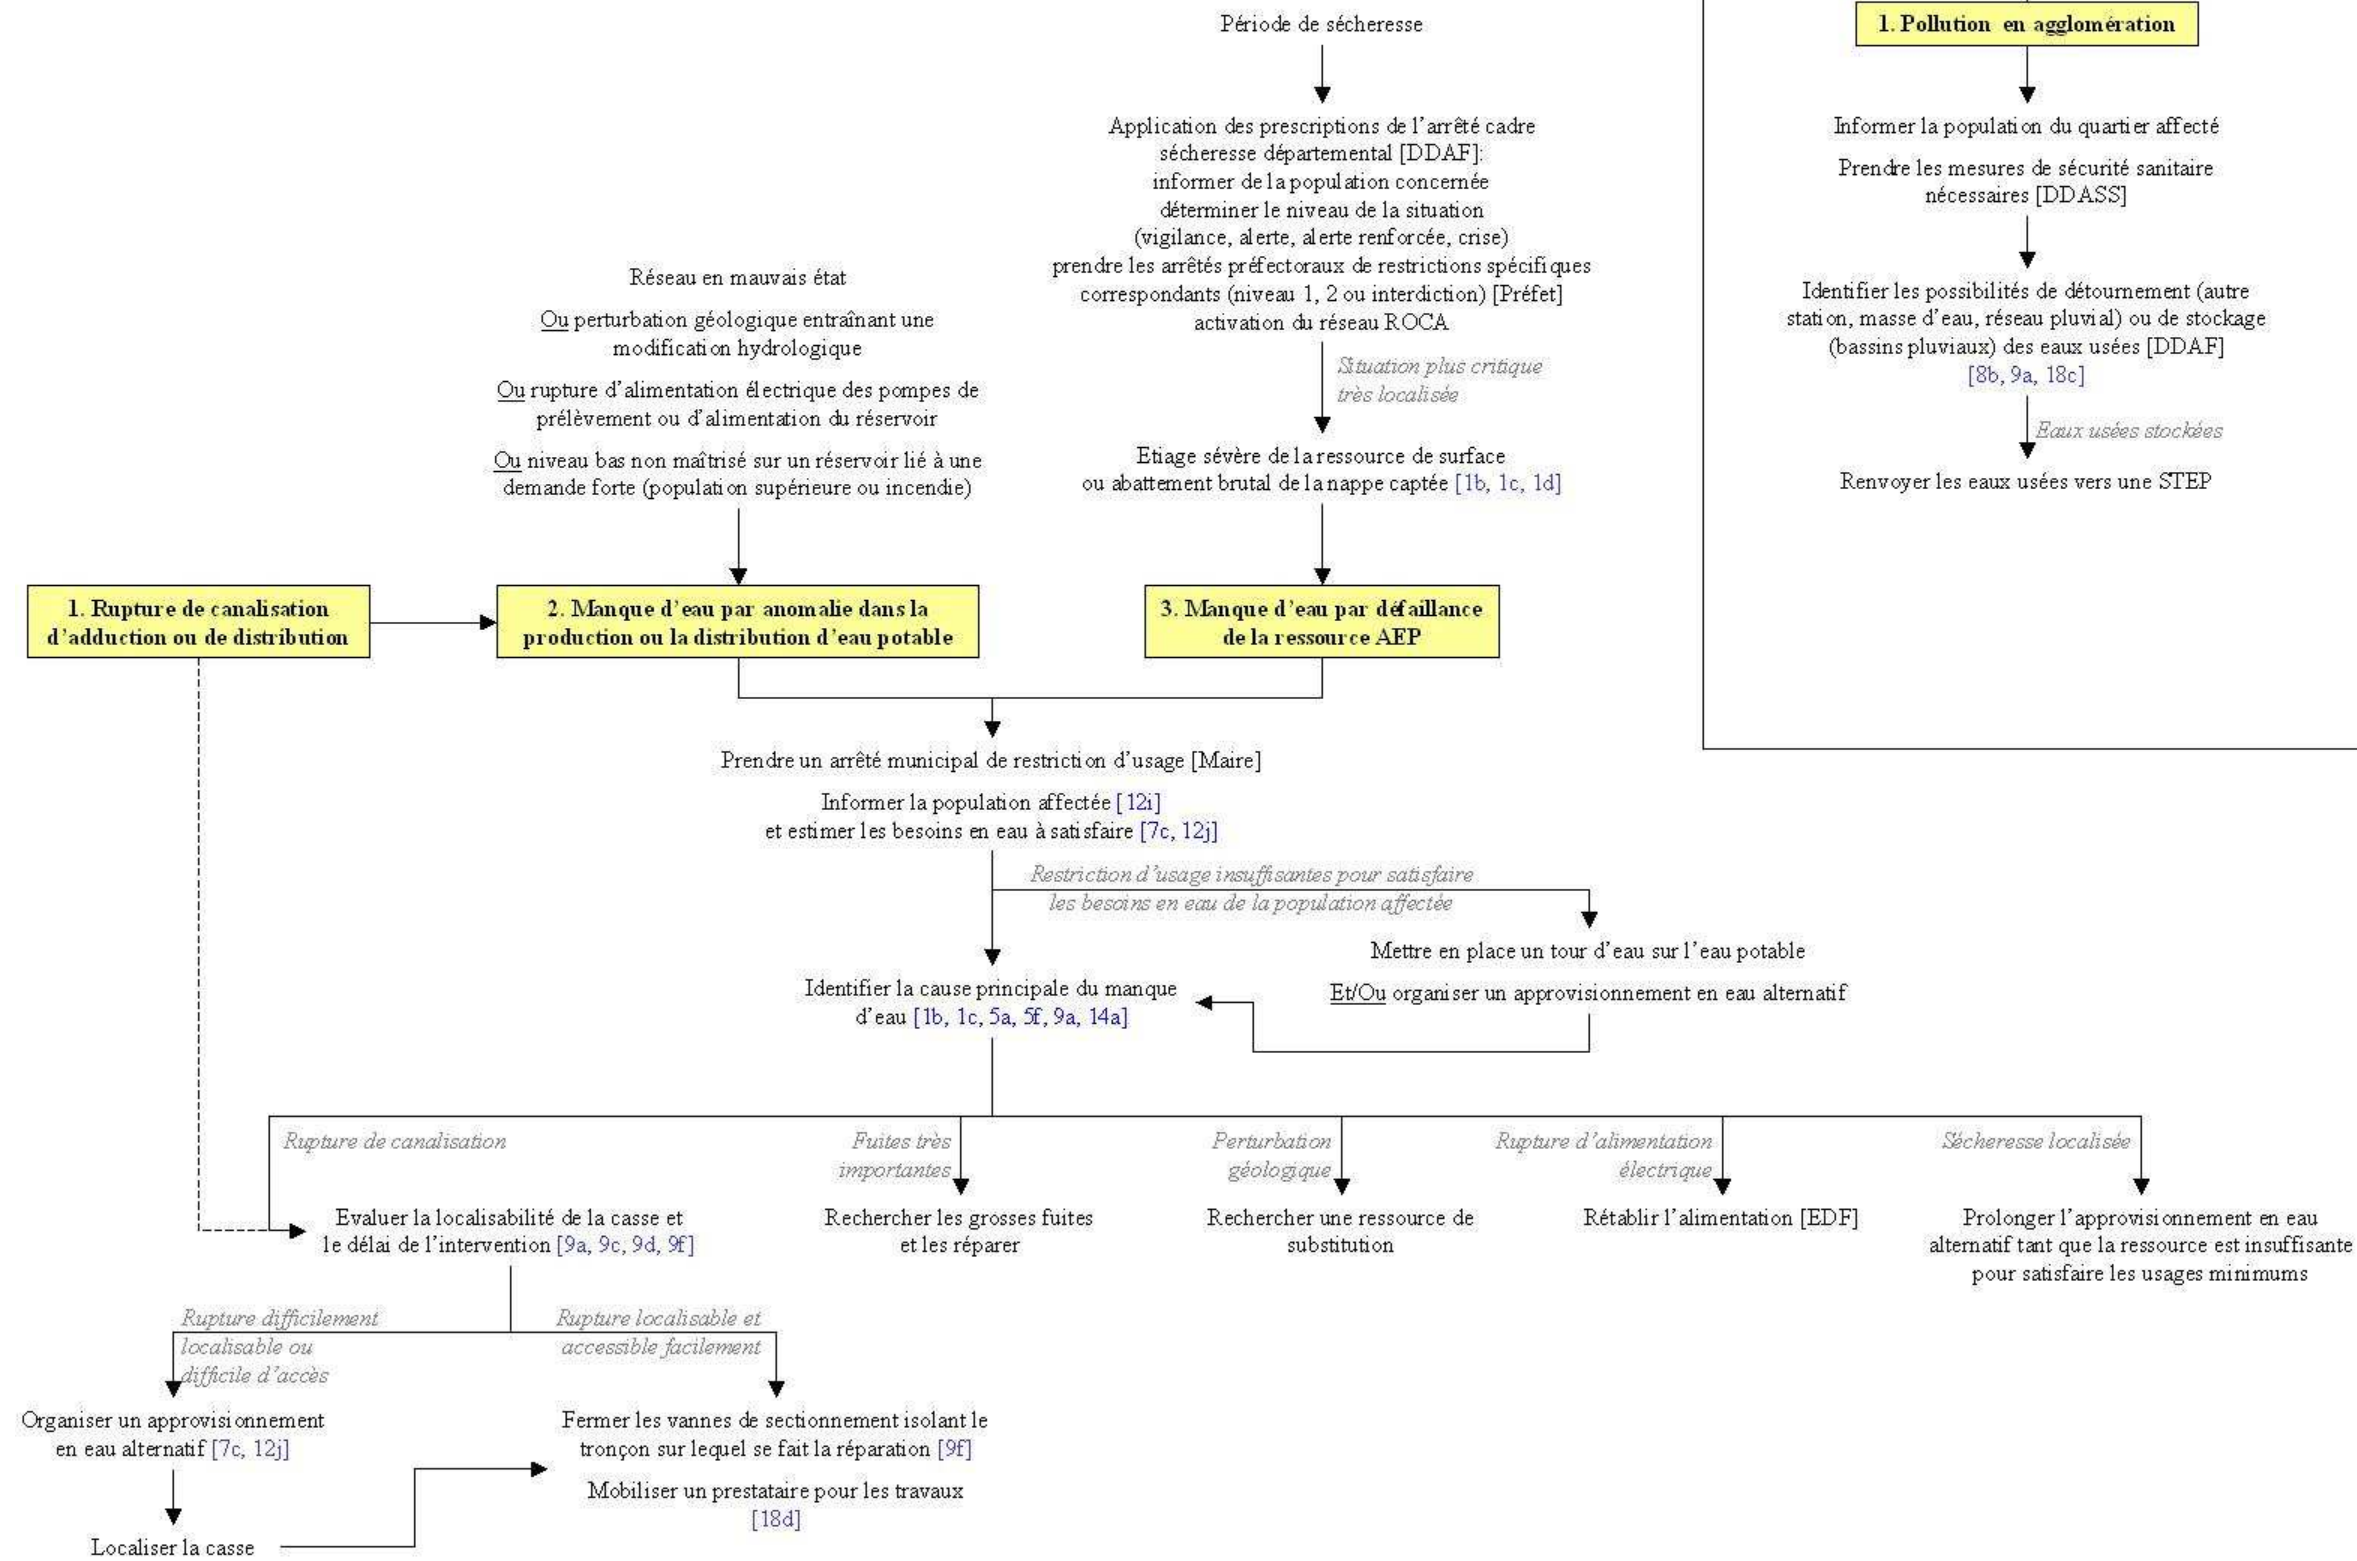 Période de sécheresse
Application des prescriptions de l'arrêté cadre
sécheresse départemental [DDAF]:
informer de la population concernée
déterminer le niveau de la situation
(vigilance, alerte, alerte renforcée, crise)
prendre les arrêtés préfectoraux de restrictions spécifiques
correspondants (niveau 1, 2 ou interdiction) [Préfet]
activation du réseau ROCA
Situation plus critique
très localisée
Etiage sévère de la ressource de surface
ou abattement brutal de la nappe captée [1b, 1c, 1d]
Réseau en mauvais état
Ou perturbation géologique entraînant une
modification hydrologique
Ou rupture d'alimentation électrique des pompes de
prélèvement ou d'alimentation du réservoir
Ou niveau bas non maîtrisé sur un réservoir lié à une
demande forte (population supérieure ou incendie)
1. Pollution en agglomération
Informer la population du quartier affecté
Prendre les mesures de sécurité sanitaire
nécessaires [DDASS]
Identifier les possibilités de détournement (autre
station, masse d'eau, réseau pluvial) ou de stockage
(bassins pluviaux) des eaux usées [DDAF]
[8b, 9a, 18c]
Eaux usées stockées
Renvoyer les eaux usées vers une STEP
1. Rupture de canalisation
d'adduction ou de distribution
2. Manque d'eau par anomalie dans la
production ou la distribution d'eau potable
3. Manque d'eau par défaillance
de la ressource AEP
Prendre un arrêté municipal de restriction d'usage [Maire]
Informer la population affectée [12i]
et estimer les besoins en eau à satisfaire [7c, 12j]
Restriction d'usage insuffisantes pour satisfaire
les besoins en eau de la population affectée
Mettre en place un tour d'eau sur l'eau potable
Et/Ou organiser un approvisionnement en eau alternatif
Identifier la cause principale du manque
d'eau [1b, 1c, 5a, 5f, 9a, 14a]
Rupture de canalisation
Fuites très
importantes
Perturbation
géologique
Rupture d'alimentation
électrique
Sécheresse localisée
Evaluer la localisabilité de la casse et
le délai de l'intervention [9a, 9c, 9d, 9f]
Rechercher les grosses fuites
et les réparer
Rechercher une ressource de
substitution
Rétablir l'alimentation [EDF]
Prolonger l'approvisionnement en eau
alternatif tant que la ressource est insuffisante
pour satisfaire les usages minimums
Rupture difficilement
localisable ou
difficile d'accès
Rupture localisable et
accessible facilement
Organiser un approvisionnement
en eau alternatif [7c, 12j]
Localiser la casse
Fermer les vannes de sectionnement isolant le
tronçon sur lequel se fait la réparation [9f]
Mobiliser un prestataire pour les travaux
[18d]